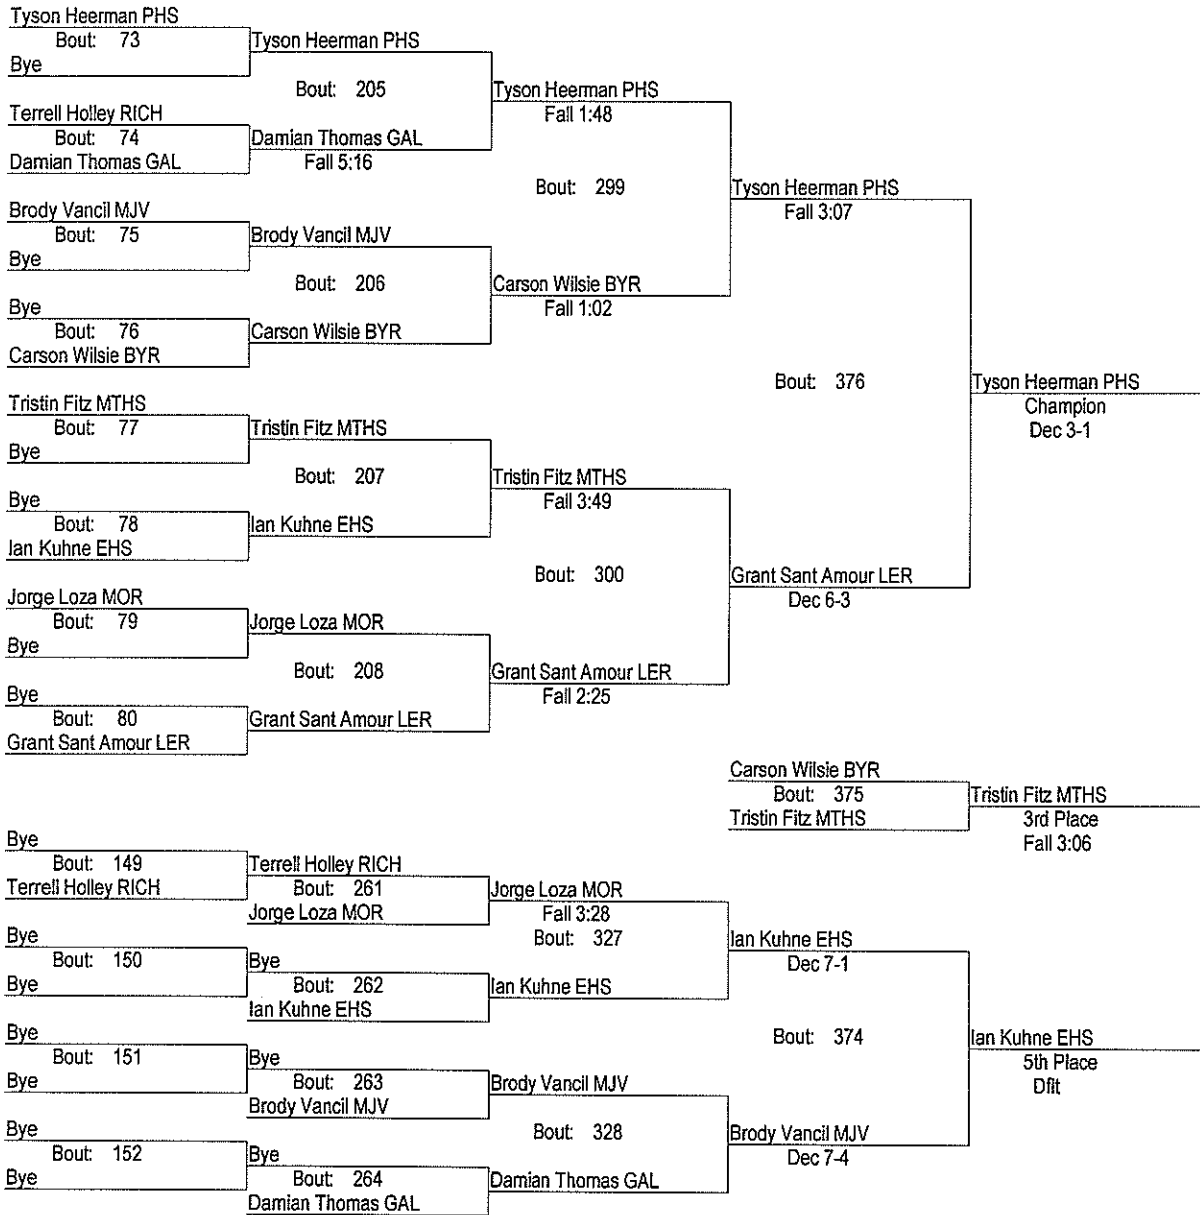 Tyson Heerman PHS
Bout: 73
Bye
Tyson Heerman PHS
Bout: 205
Terrell Holley RICH
Bout: 74
Damian Thomas GAL
Damian Thomas GAL
Fall 5:16
Tyson Heerman PHS
Fall 1:48
Bout: 299
Brody Vancil MJV
Bout: 75
Bye
Brody Vancil MJV
Bout: 206
Bye
Bout: 76
Carson Wilsie BYR
Carson Wilsie BYR
Carson Wilsie BYR
Fall 1:02
Tyson Heerman PHS
Fall 3:07
Bout: 376
Tristin Fitz MTHS
Bout: 77
Bye
Tristin Fitz MTHS
Bout: 207
Bye
Bout: 78
Ian Kuhne EHS
Ian Kuhne EHS
Tristin Fitz MTHS
Fall 3:49
Bout: 300
Jorge Loza MOR
Bout: 79
Bye
Jorge Loza MOR
Bout: 208
Bye
Bout: 80
Grant Sant Amour LER
Grant Sant Amour LER
Grant Sant Amour LER
Fall 2:25
Grant Sant Amour LER
Dec 6-3
Tyson Heerman PHS
Champion
Dec 3-1
Carson Wilsie BYR
Bout: 375
Tristin Fitz MTHS
Tristin Fitz MTHS
3rd Place
Fall 3:06
Bye
Bout: 149
Terrell Holley RICH
Terrell Holley RICH
Bout: 261
Jorge Loza MOR
Jorge Loza MOR
Fall 3:28
Bout: 327
Bye
Bout: 150
Bye
Bye
Bout: 262
Ian Kuhne EHS
Ian Kuhne EHS
Ian Kuhne EHS
Dec 7-1
Bout: 374
Bye
Bout: 151
Bye
Bye
Bout: 263
Brody Vancil MJV
Brody Vancil MJV
Bout: 328
Bye
Bout: 152
Bye
Bye
Bout: 264
Damian Thomas GAL
Damian Thomas GAL
Brody Vancil MJV
Dec 7-4
Ian Kuhne EHS
5th Place
Dflt